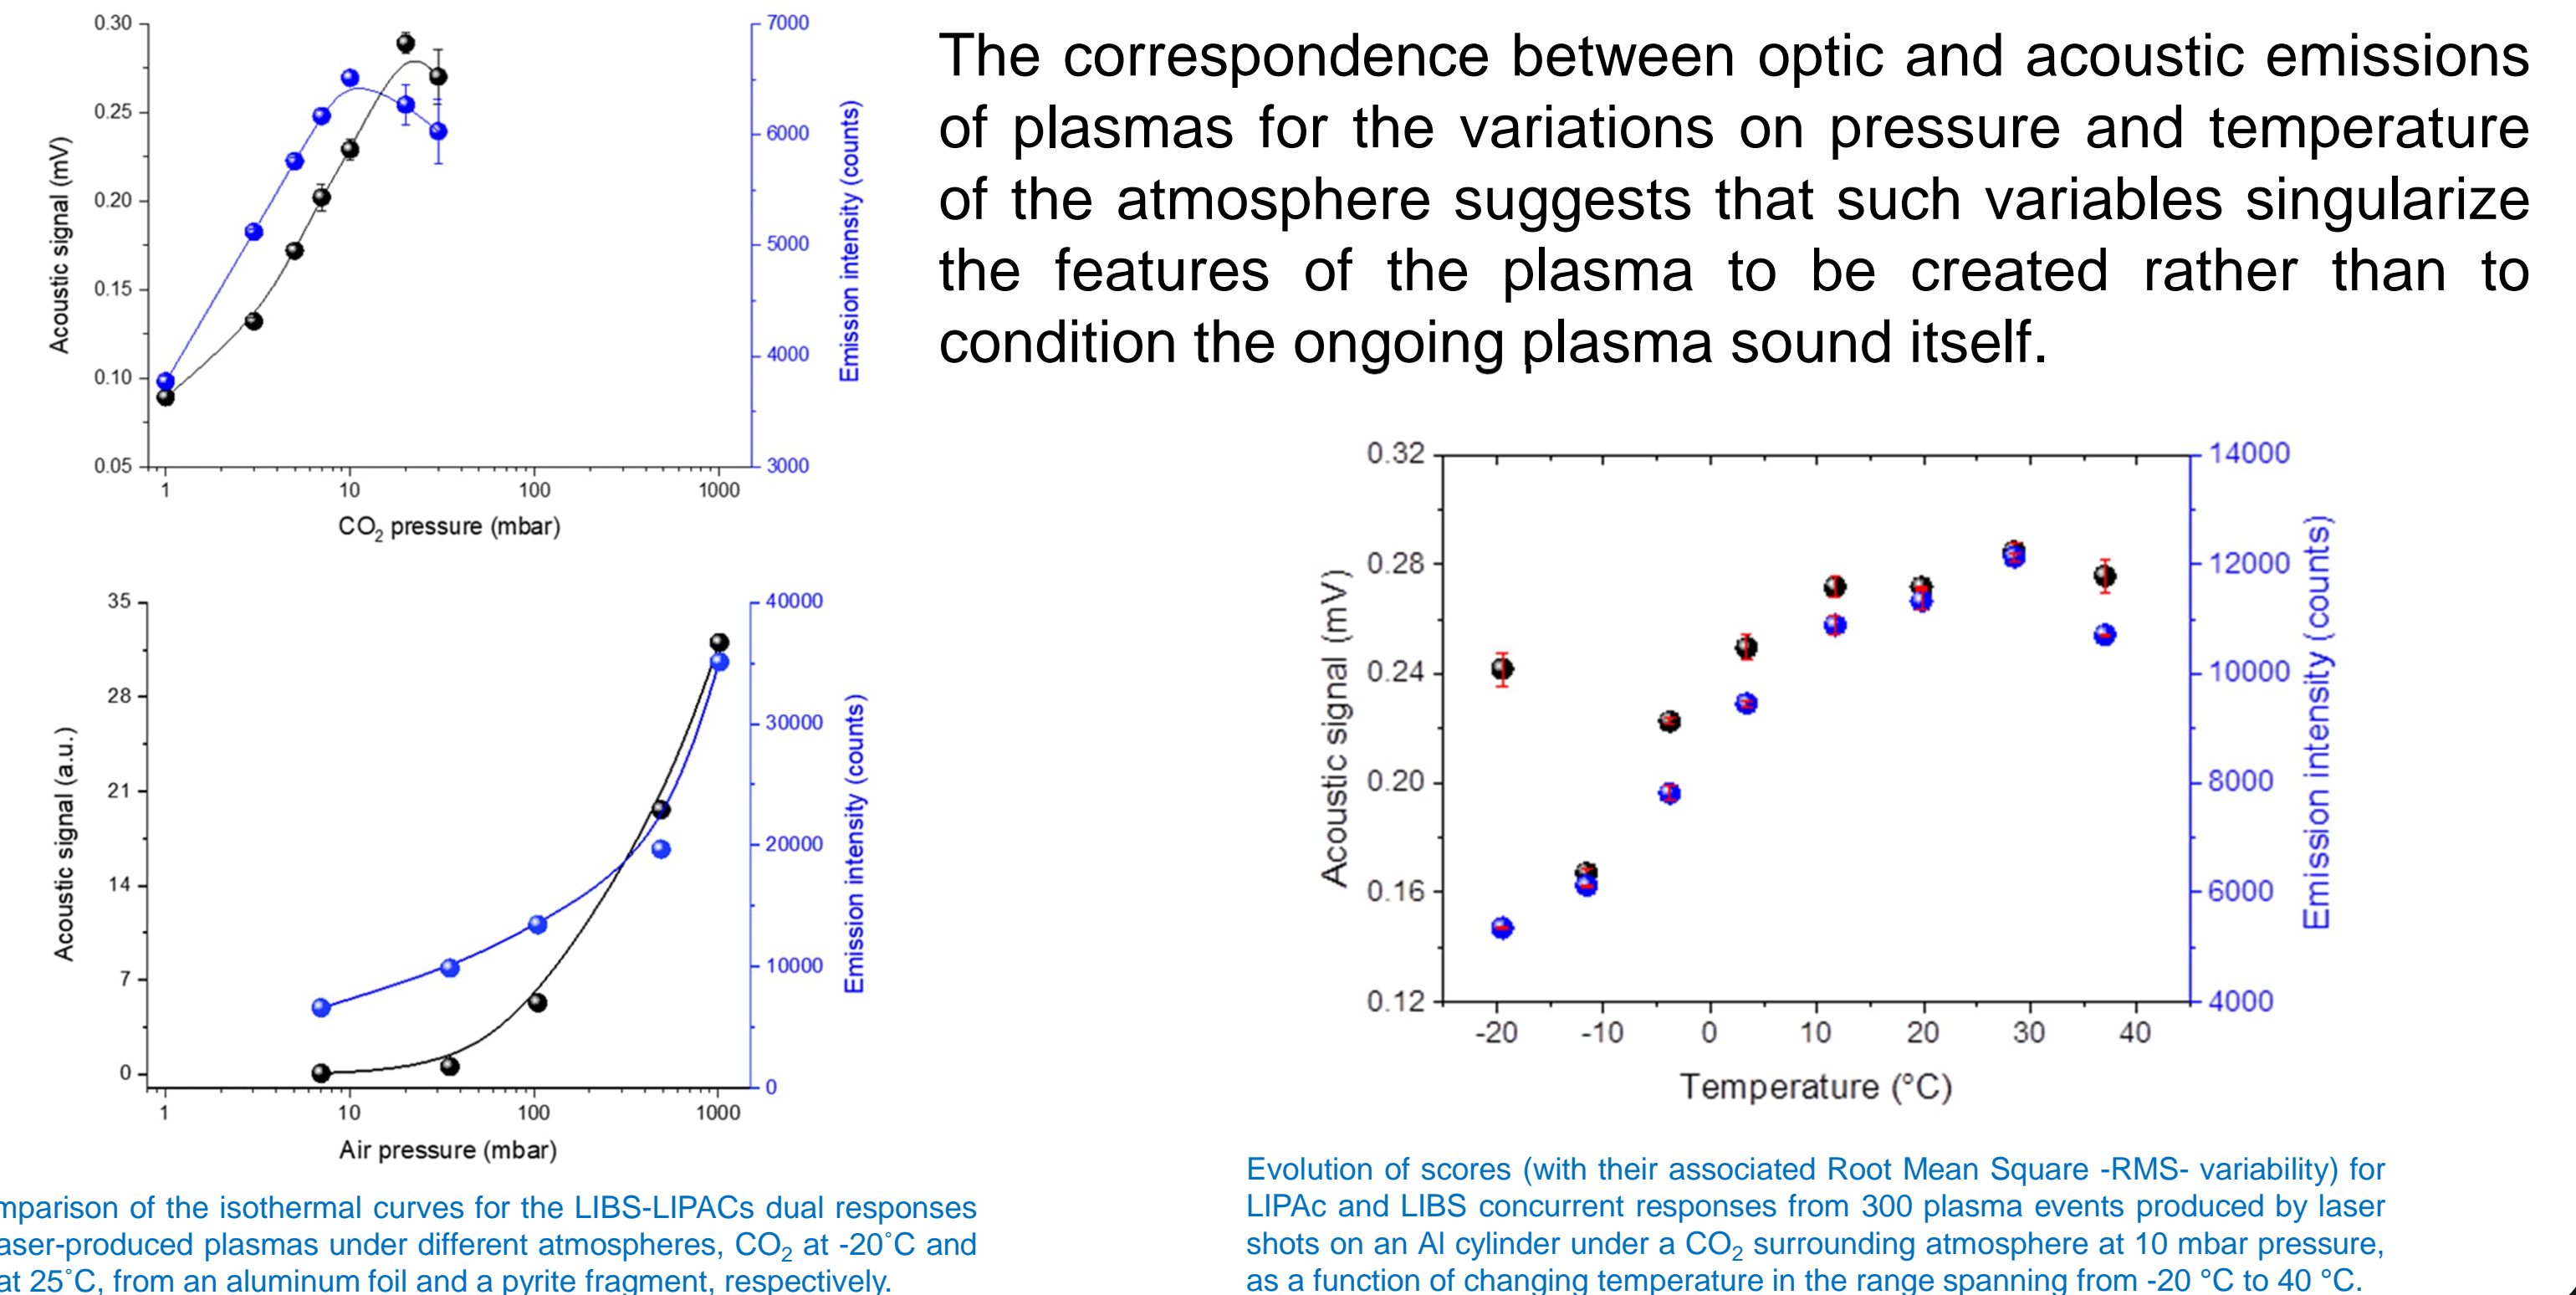 0.30
0.25
0.20
0.15
0.10
0.05
Acoustic signal (mV)
7000
6000
5000
4000
3000
Emission intensity (counts)
1 10 100 1000
CO₂ pressure (mbar)
The correspondence between optic and acoustic emissions
of plasmas for the variations on pressure and temperature
of the atmosphere suggests that such variables singularize
the features of the plasma to be created rather than to
condition the ongoing plasma sound itself.
35
28
21
14
7
0
Acoustic signal (a.u.)
40000
30000
20000
10000
0
Emission intensity (counts)
1 10 100 1000
Air pressure (mbar)
mparison of the isothermal curves for the LIBS-LIPACs dual responses
aser-produced plasmas under different atmospheres, CO₂ at -20˚C and
at 25˚C, from an aluminum foil and a pyrite fragment, respectively.
0.32
0.28
0.24
0.20
0.16
0.12
Acoustic signal (mV)
14000
12000
10000
8000
6000
4000
Emission intensity (counts)
-20 -10 0 10 20 30 40
Temperature (°C)
Evolution of scores (with their associated Root Mean Square -RMS- variability) for
LIPAc and LIBS concurrent responses from 300 plasma events produced by laser
shots on an Al cylinder under a CO₂ surrounding atmosphere at 10 mbar pressure,
as a function of changing temperature in the range spanning from -20 °C to 40 °C.